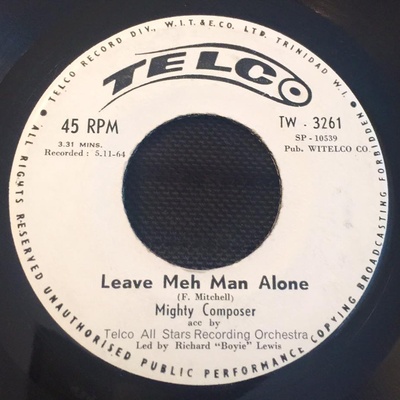 TELCO RECORD DIV., W.I.T. & E. CO. LTD. TRINIDAD W.I.
TELCO
45 RPM
TW - 3261
3.31 MINS.
SP - 10539
Recorded : 5.11-64
Pub. WITELCO CO
Leave Meh Man Alone
(F. Mitchell)
Mighty Composer
acc by
Telco All Stars Recording Orchestra
Led by Richard "Boyie" Lewis
ALL RIGHTS RESERVED UNAUTHORISED PUBLIC PERFORMANCE COPYING BROADCASTING FORBIDDEN